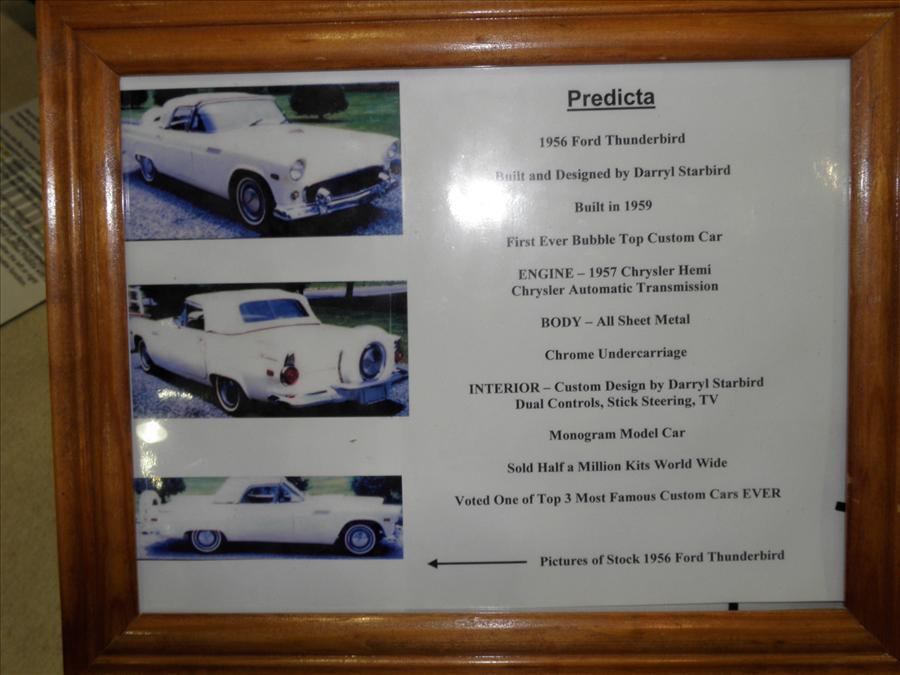 Predicta
1956 Ford Thunderbird
Built and Designed by Darryl Starbird
Built in 1959
First Ever Bubble Top Custom Car
ENGINE – 1957 Chrysler Hemi
Chrysler Automatic Transmission
BODY – All Sheet Metal
Chrome Undercarriage
INTERIOR – Custom Design by Darryl Starbird
Dual Controls, Stick Steering, TV
Monogram Model Car
Sold Half a Million Kits World Wide
Voted One of Top 3 Most Famous Custom Cars EVER
Pictures of Stock 1956 Ford Thunderbird